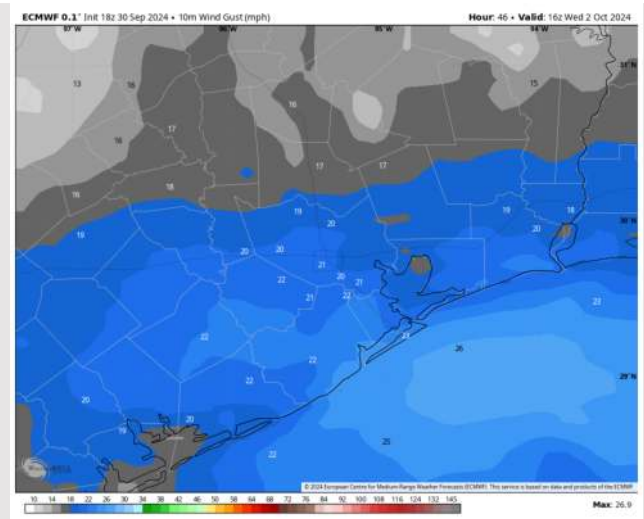 ECMWF 0.1° Init 18z 30 Sep 2024 • 10m Wind Gust (mph) Hour: 46 • Valid: 16z Wed 2 Oct 2024
97°W 96°W 95°W 94°W
31°N
13 16 16 15
16 17
17 17
16 18
19 19 19 18
30°N
19 20 20
20 20
21
22 20 21
21 22
23
22 23
26
22
29°N
22
20
19 20
25
22
© 2024 European Centre for Medium-Range Weather Forecasts (ECMWF). This service is based on data and products of the ECMWF.
10 14 18 22 26 30 34 38 42 46 50 58 64 68 72 76 84 92 100 108 116 124 132 145
Max: 26.9